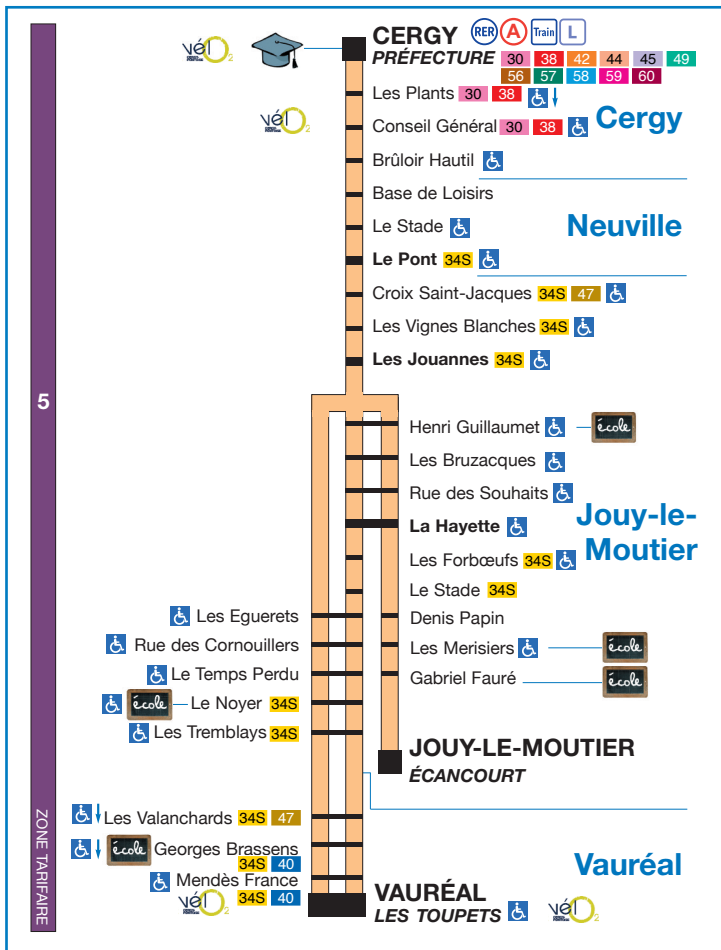 CERGY RER A Train L
PRÉFECTURE 30 38 42 44 45 49
56 57 58 59 60
vélO2
Les Plants 30 38
vélO2
Conseil Général 30 38
Cergy
Brûloir Hautil
Base de Loisirs
Le Stade
Neuville
Le Pont 34S
Croix Saint-Jacques 34S 47
Les Vignes Blanches 34S
Les Jouannes 34S
5
Henri Guillaumet école
Les Bruzacques
Rue des Souhaits
La Hayette
Jouy-le-
Moutier
Les Forbœufs 34S
Le Stade 34S
Les Eguerets
Denis Papin
Rue des Cornouillers
Les Merisiers école
Le Temps Perdu
Gabriel Fauré école
école Le Noyer 34S
Les Tremblays 34S
JOUY-LE-MOUTIER
ÉCANCOURT
Les Valanchards 34S 47
école Georges Brassens
34S 40
Vauréal
Mendès France
34S 40
vélO2
VAURÉAL
LES TOUPETS
vélO2
ZONE TARIFAIRE